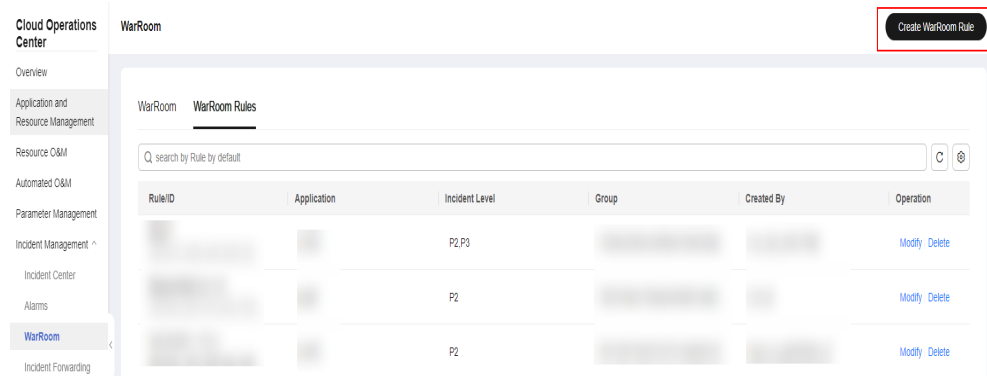 Cloud Operations
Center
WarRoom
Create WarRoom Rule
Overview
Application and
Resource Management
Resource O&M
Automated O&M
Parameter Management
Incident Management
Incident Center
Alarms
WarRoom
Incident Forwarding
WarRoom WarRoom Rules
search by Rule by default
Rule/ID Application Incident Level Group Created By Operation
P2,P3 Modify Delete
P2 Modify Delete
P2 Modify Delete